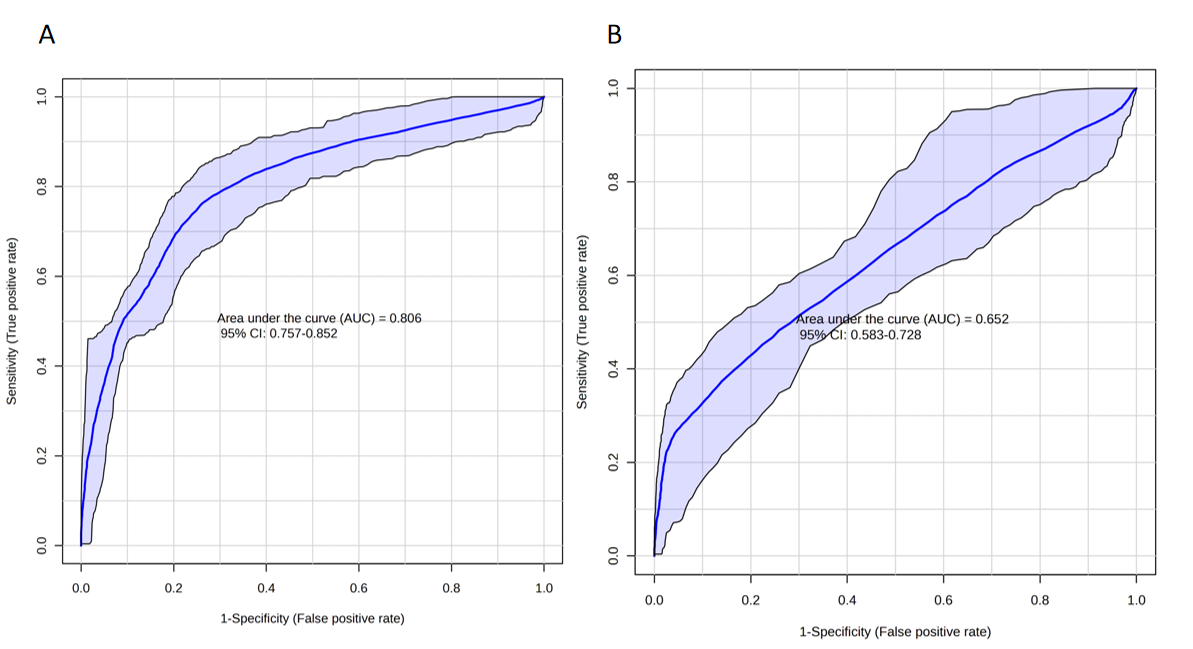 A
B
1.0
0.8
0.6
0.4
0.2
0.0
Sensitivity (True positive rate)
Area under the curve (AUC) = 0.806
95% CI: 0.757-0.852
0.0 0.2 0.4 0.6 0.8 1.0
1-Specificity (False positive rate)
1.0
0.8
0.6
0.4
0.2
0.0
Sensitivity (True positive rate)
Area under the curve (AUC) = 0.652
95% CI: 0.583-0.728
0.0 0.2 0.4 0.6 0.8 1.0
1-Specificity (False positive rate)